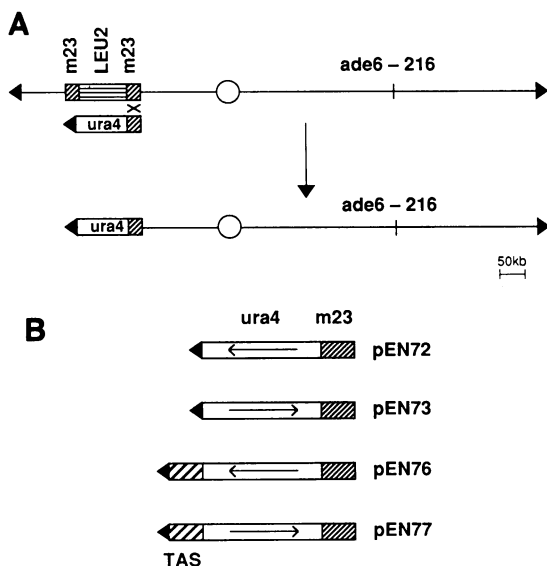 A
m23
LEU2
m23
ade6 – 216
ura4
ade6 – 216
ura4
50kb
B
ura4 m23
pEN72
pEN73
pEN76
pEN77
TAS